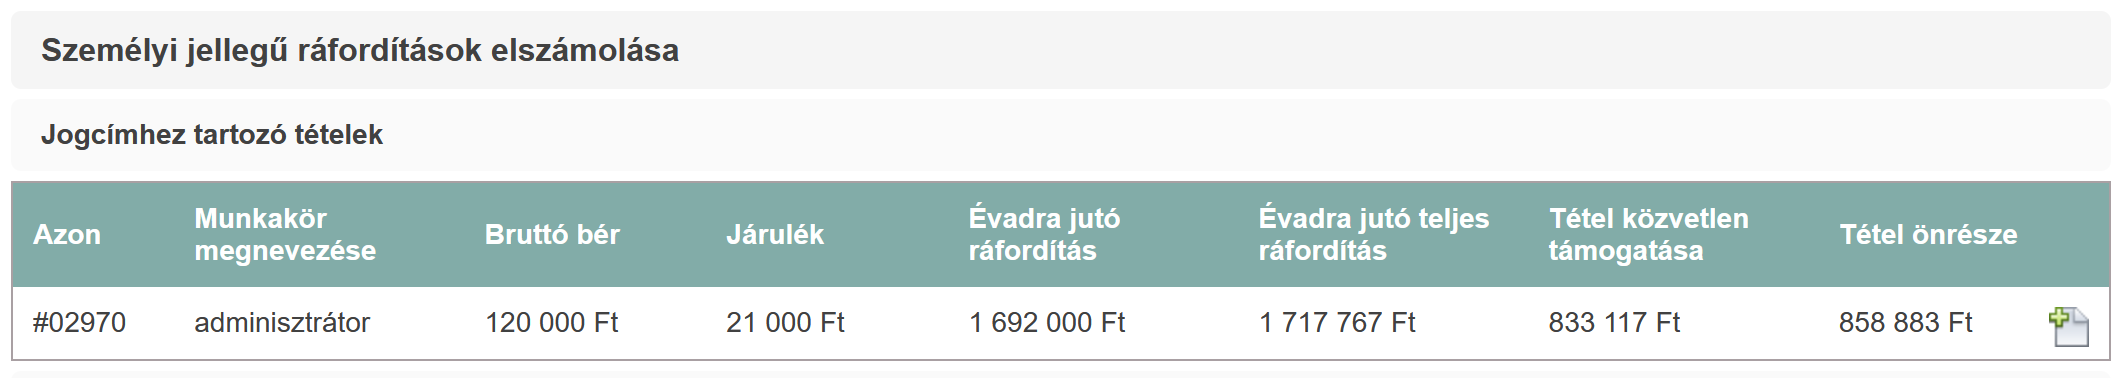 Személyi jellegű ráfordítások elszámolása
Jogcímhez tartozó tételek
Azon Munkakör megnevezése Bruttó bér Járulék Évadra jutó ráfordítás Évadra jutó teljes ráfordítás Tétel közvetlen támogatása Tétel önrésze
#02970 adminisztrátor 120 000 Ft 21 000 Ft 1 692 000 Ft 1 717 767 Ft 833 117 Ft 858 883 Ft